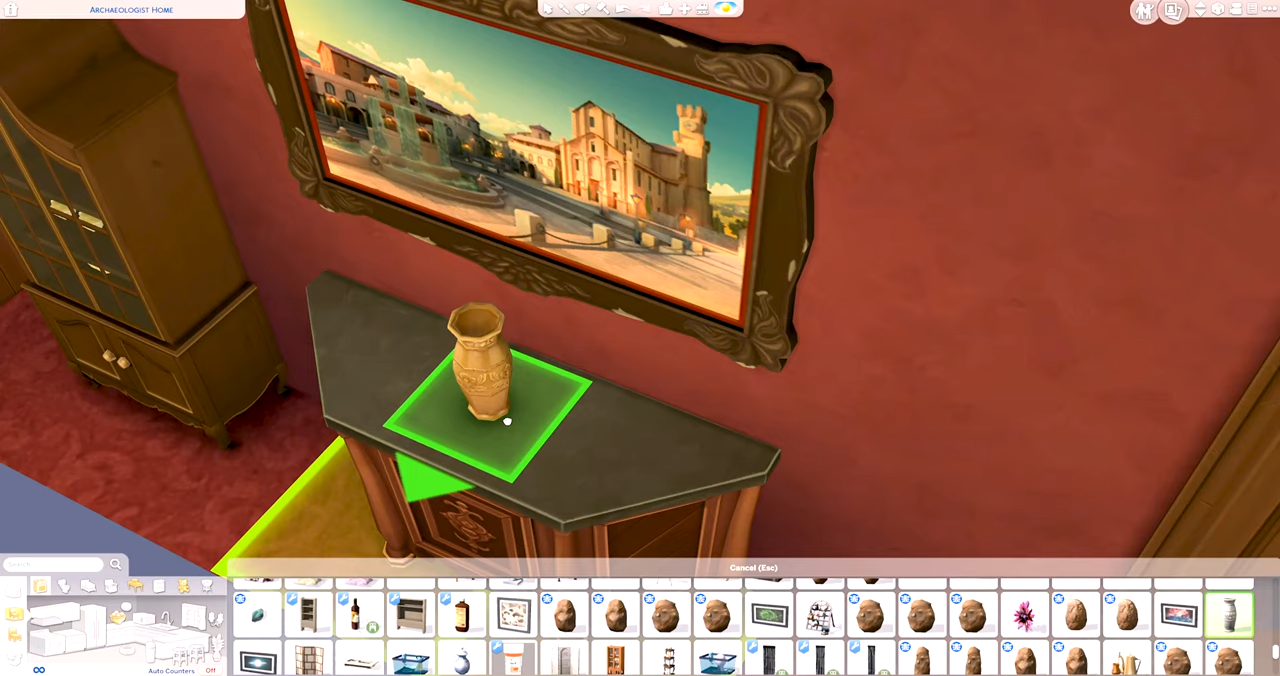 ARCHAEOLOGIST HOME
Cancel (Esc)
Search...
Auto Counters Off